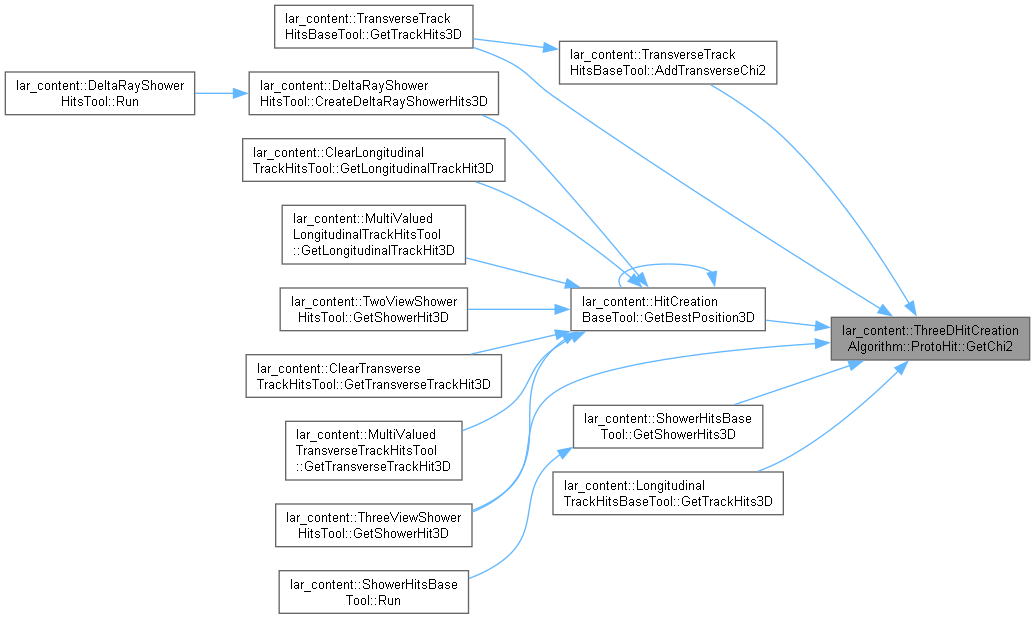 lar_content::TransverseTrack
HitsBaseTool::GetTrackHits3D
lar_content::TransverseTrack
HitsBaseTool::AddTransverseChi2
lar_content::DeltaRayShower
HitsTool::Run
lar_content::DeltaRayShower
HitsTool::CreateDeltaRayShowerHits3D
lar_content::ClearLongitudinal
TrackHitsTool::GetLongitudinalTrackHit3D
lar_content::MultiValued
LongitudinalTrackHitsTool
::GetLongitudinalTrackHit3D
lar_content::TwoViewShower
HitsTool::GetShowerHit3D
lar_content::HitCreation
BaseTool::GetBestPosition3D
lar_content::ThreeDHitCreation
Algorithm::ProtoHit::GetChi2
lar_content::ClearTransverse
TrackHitsTool::GetTransverseTrackHit3D
lar_content::MultiValued
TransverseTrackHitsTool
::GetTransverseTrackHit3D
lar_content::ShowerHitsBase
Tool::GetShowerHits3D
lar_content::Longitudinal
TrackHitsBaseTool::GetTrackHits3D
lar_content::ThreeViewShower
HitsTool::GetShowerHit3D
lar_content::ShowerHitsBase
Tool::Run